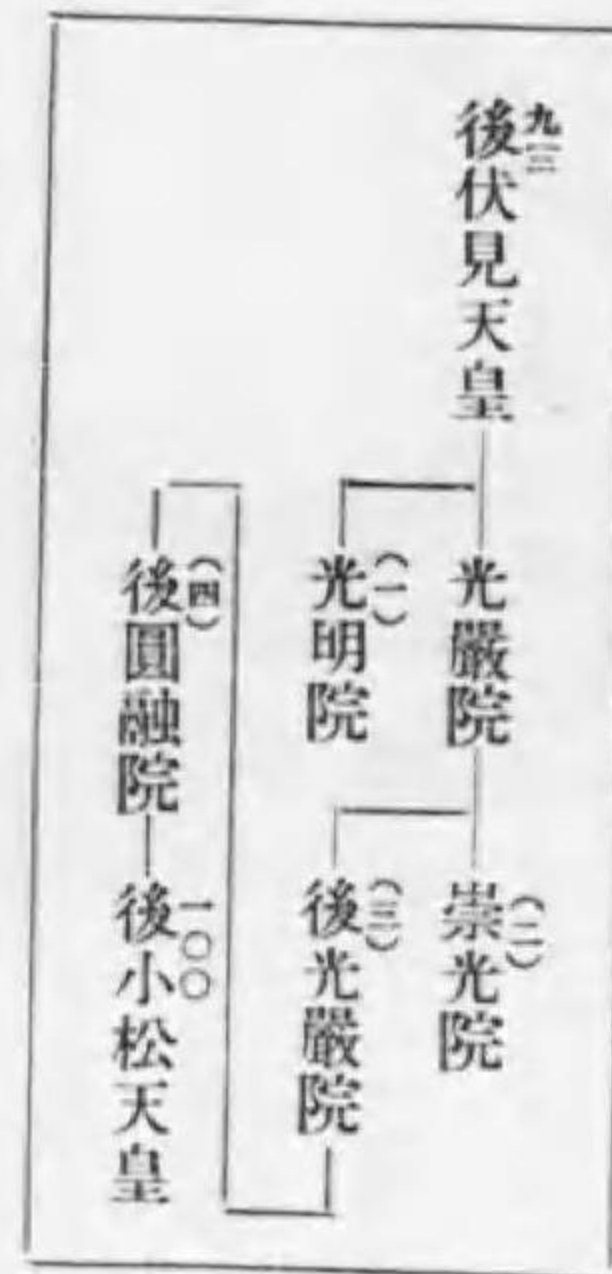 九三
後伏見天皇
光嚴院
(二)
崇光院
(一)
光明院
(三)
後光嚴院
(四)
後圓融院
一〇〇
後小松天皇